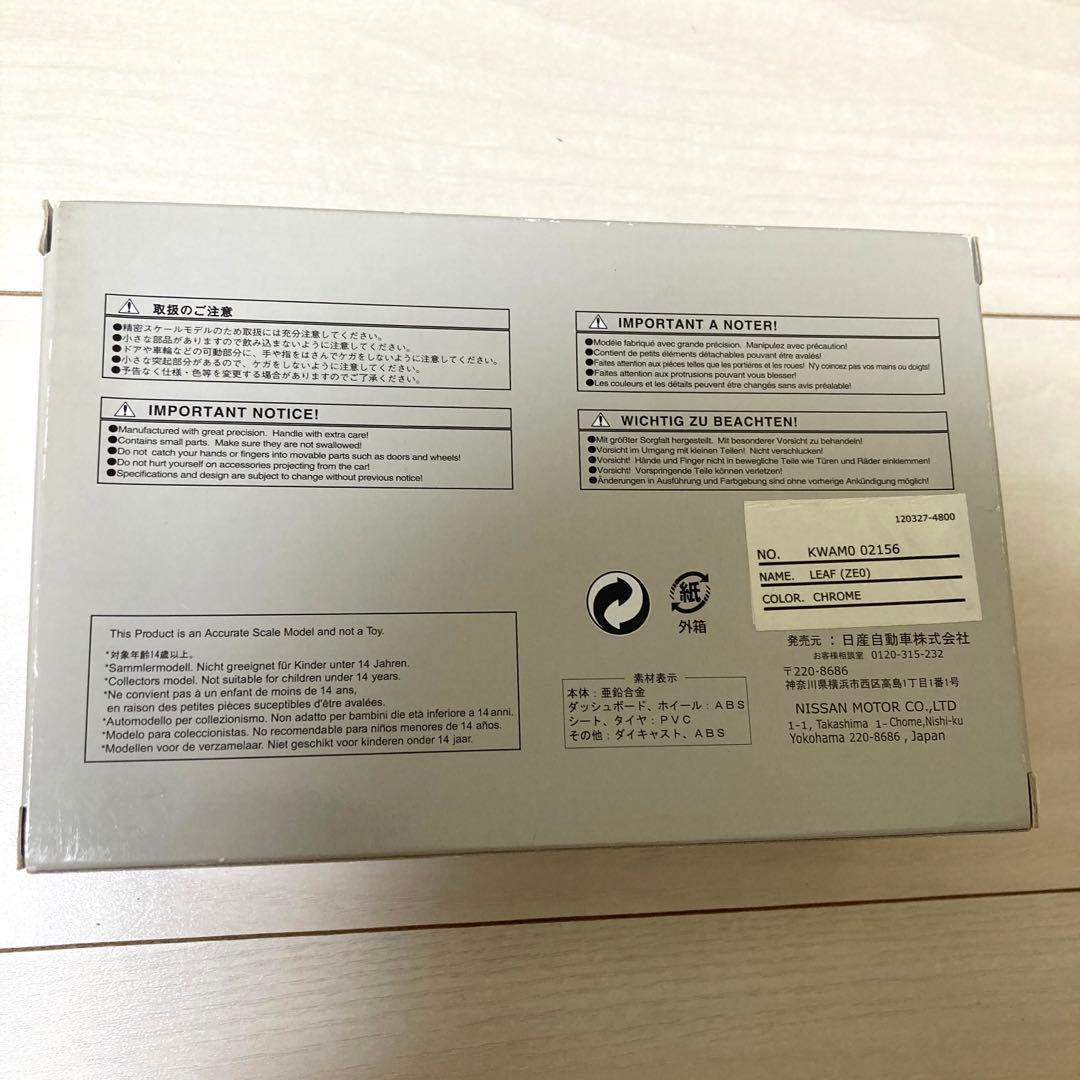 取扱のご注意
●精密スケールモデルのため取扱には充分注意してください。
●小さな部品がありますので飲み込まないように注意してください。
●ドアや車輪などの可動部分に、手や指をはさんでケガをしないように注意してください。
●小さな突起部分があるので、ケガをしないように注意してください。
●予告なく仕様・色等を変更する場合がありますのでご了承ください。
IMPORTANT NOTICE!
●Manufactured with great precision. Handle with extra care!
●Contains small parts. Make sure they are not swallowed!
●Do not catch your hands or fingers into movable parts such as doors and wheels!
●Do not hurt yourself on accessories projecting from the car!
●Specifications and design are subject to change without previous notice!
IMPORTANT A NOTER!
●Modéle fabriqué avec grande précision. Manipulez avec précaution!
●Contient de petits éléments détachables pouvant étre avalés!
●Faites attention aux piéces telles que les portiéres et les roues! N'y coincez pas vos mains ou doigts!
●Faites attention aux protrusions pouvant vous blesser!
●Les couleurs et les détails peuvent étre changés sans avis préalable!
WICHTIG ZU BEACHTEN!
●Mit größter Sorgfalt hergestellt. Mit besonderer Vorsicht zu behandeln!
●Vorsicht im Umgang mit kleinen Teilen! Nicht verschlucken!
●Vorsicht! Hände und Finger nicht in bewegliche Teile wie Türen und Räder einklemmen!
●Vorsicht! Vorspringende Teile können verletzen!
●Änderungen in Ausführung und Farbgebung sind ohne vorherige Ankündigung möglich!
120327-4800
NO. KWAM0 02156
NAME. LEAF (ZE0)
COLOR. CHROME
紙
外箱
This Product is an Accurate Scale Model and not a Toy.
*対象年齢14歳以上。
*Sammlermodell. Nicht geeignet für Kinder unter 14 Jahren.
*Collectors model. Not suitable for children under 14 years.
*Ne convient pas à un enfant de moins de 14 ans,
en raison des petites pièces suceptibles d'être avalées.
*Automodello per collezionismo. Non adatto per bambini die età inferiore a 14 anni.
*Modelo para coleccionistas. No recomendable para niños menores de 14 años.
*Modellen voor de verzamelaar. Niet geschikt voor kinderen onder 14 jaar.
素材表示
本体：亜鉛合金
ダッシュボード、ホイール：ABS
シート、タイヤ：PVC
その他：ダイキャスト、ABS
発売元：日産自動車株式会社
お客様相談室 0120-315-232
〒220-8686
神奈川県横浜市西区高島1丁目1番1号
NISSAN MOTOR CO.,LTD
1-1, Takashima 1-Chome,Nishi-ku
Yokohama 220-8686 , Japan